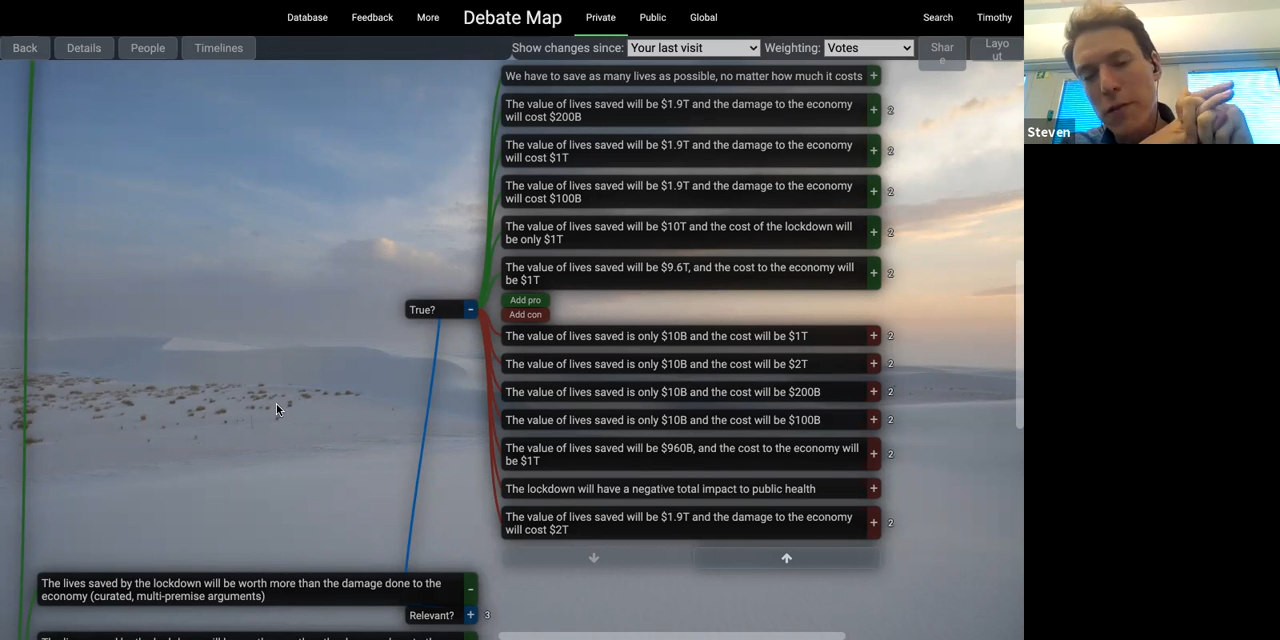 Database
Feedback
More
Debate Map
Private
Public
Global
Search
Timothy
Back
Details
People
Timelines
Show changes since:
Your last visit
Weighting:
Votes
Shar
e
Layo
ut
Steven
We have to save as many lives as possible, no matter how much it costs +
The value of lives saved will be $1.9T and the damage to the economy
will cost $200B
+ 2
The value of lives saved will be $1.9T and the damage to the economy
will cost $1T
+ 2
The value of lives saved will be $1.9T and the damage to the economy
will cost $100B
+ 2
The value of lives saved will be $10T and the cost of the lockdown will
be only $1T
+ 2
The value of lives saved will be $9.6T, and the cost to the economy will
be $1T
+ 2
Add pro
True? -
Add con
The value of lives saved is only $10B and the cost will be $1T + 2
The value of lives saved is only $10B and the cost will be $2T + 2
The value of lives saved is only $10B and the cost will be $200B + 2
The value of lives saved is only $10B and the cost will be $100B + 2
The value of lives saved will be $960B, and the cost to the economy will
be $1T
+ 2
The lockdown will have a negative total impact to public health +
The value of lives saved will be $1.9T and the damage to the economy
will cost $2T
+ 2
The lives saved by the lockdown will be worth more than the damage done to the
economy (curated, multi-premise arguments)
-
Relevant? + 3